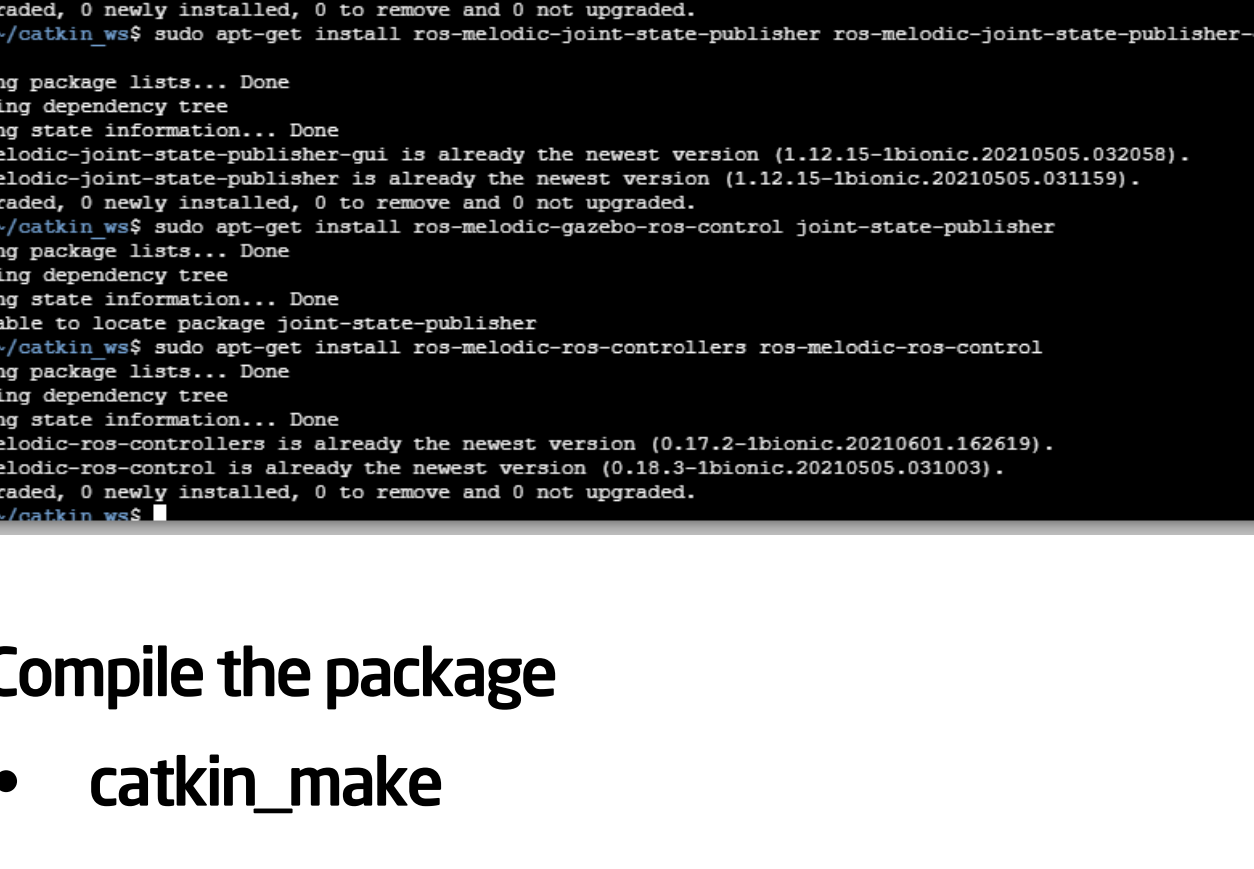 raded, 0 newly installed, 0 to remove and 0 not upgraded.
~/catkin_ws$ sudo apt-get install ros-melodic-joint-state-publisher ros-melodic-joint-state-publisher-
ng package lists... Done
ing dependency tree
ng state information... Done
elodic-joint-state-publisher-gui is already the newest version (1.12.15-1bionic.20210505.032058).
elodic-joint-state-publisher is already the newest version (1.12.15-1bionic.20210505.031159).
raded, 0 newly installed, 0 to remove and 0 not upgraded.
~/catkin_ws$ sudo apt-get install ros-melodic-gazebo-ros-control joint-state-publisher
ng package lists... Done
ing dependency tree
ng state information... Done
able to locate package joint-state-publisher
~/catkin_ws$ sudo apt-get install ros-melodic-ros-controllers ros-melodic-ros-control
ng package lists... Done
ing dependency tree
ng state information... Done
elodic-ros-controllers is already the newest version (0.17.2-1bionic.20210601.162619).
elodic-ros-control is already the newest version (0.18.3-1bionic.20210505.031003).
raded, 0 newly installed, 0 to remove and 0 not upgraded.
~/catkin_ws$
Compile the package
• catkin_make